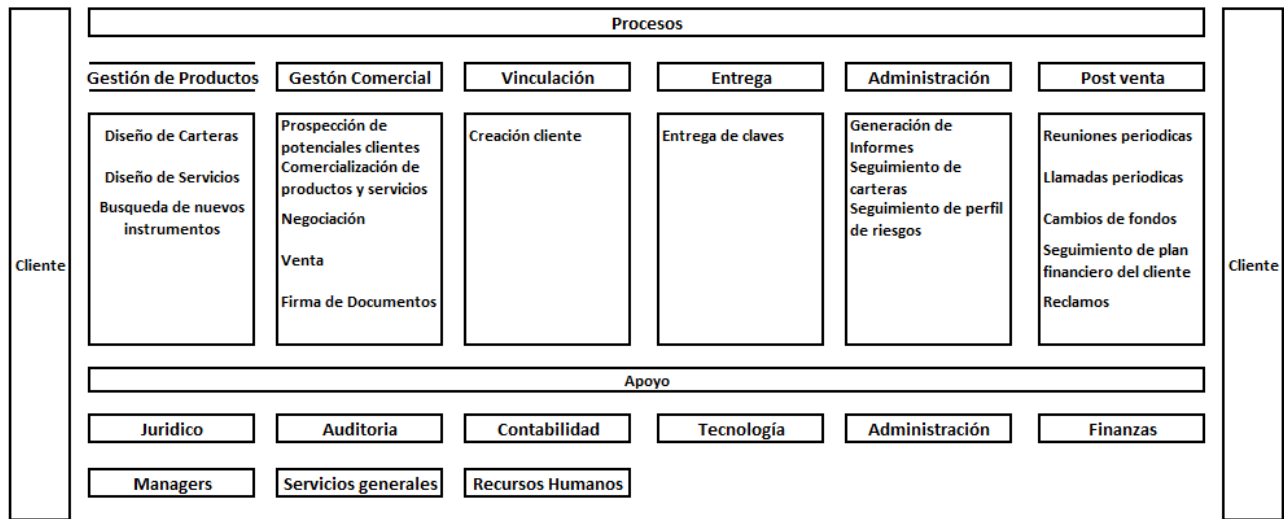 Procesos
Cliente
Cliente
Gestión de Productos
Gestón Comercial
Vinculación
Entrega
Administración
Post venta
Diseño de Carteras
Diseño de Servicios
Busqueda de nuevos
instrumentos
Prospección de
potenciales clientes
Comercialización de
productos y servicios
Negociación
Venta
Firma de Documentos
Creación cliente
Entrega de claves
Generación de
Informes
Seguimiento de
carteras
Seguimiento de perfil
de riesgos
Reuniones periodicas
Llamadas periodicas
Cambios de fondos
Seguimiento de plan
financiero del cliente
Reclamos
Apoyo
Juridico
Auditoria
Contabilidad
Tecnología
Administración
Finanzas
Managers
Servicios generales
Recursos Humanos